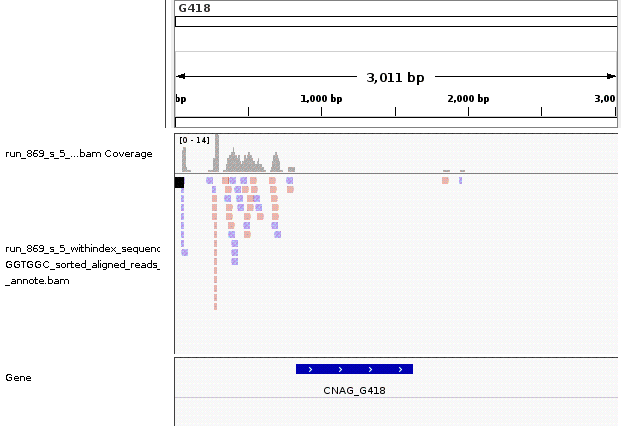 G418
3,011 bp
bp 1,000 bp 2,000 bp 3,00
[0 - 14]
run_869_s_5_...bam Coverage
run_869_s_5_withindex_sequenc
GGTGGC_sorted_aligned_reads_
_annote.bam
Gene
CNAG_G418